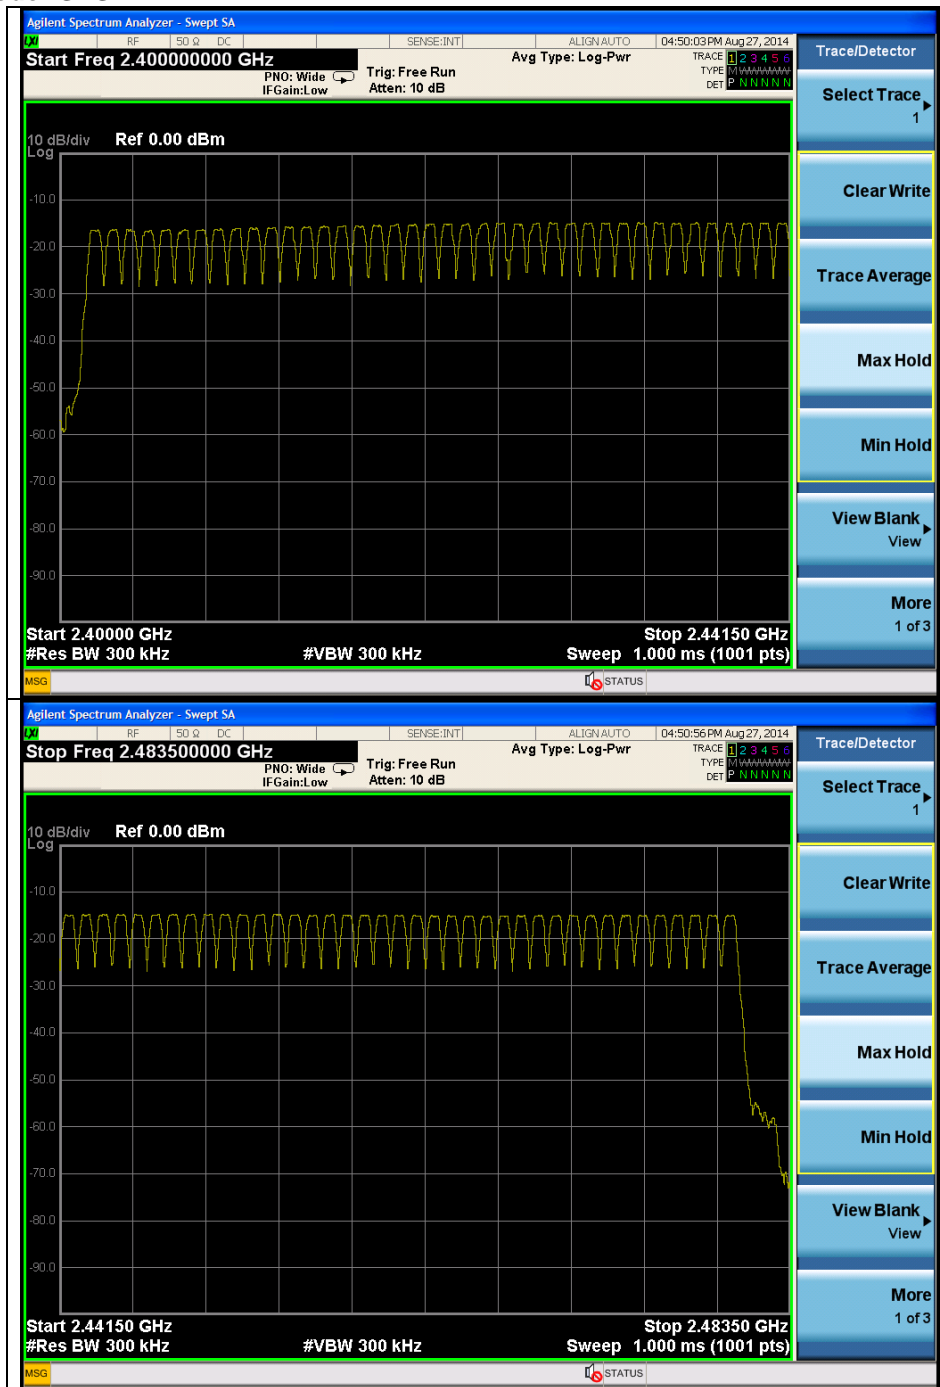 Agilent Spectrum Analyzer - Swept SA
LXI RF 50 Ω DC SENSE:INT ALIGN AUTO 04:50:03 PM Aug 27, 2014
Start Freq 2.400000000 GHz
PNO: Wide
IFGain:Low
Trig: Free Run
Atten: 10 dB
Avg Type: Log-Pwr
TRACE 1 2 3 4 5 6
TYPE M
DET P N N N N N
10 dB/div
Log
Ref 0.00 dBm
-10.0
-20.0
-30.0
-40.0
-50.0
-60.0
-70.0
-80.0
-90.0
Start 2.40000 GHz
Stop 2.44150 GHz
#Res BW 300 kHz
#VBW 300 kHz
Sweep 1.000 ms (1001 pts)
MSG
STATUS
Trace/Detector
Select Trace
1
Clear Write
Trace Average
Max Hold
Min Hold
View Blank
View
More
1 of 3
Agilent Spectrum Analyzer - Swept SA
LXI RF 50 Ω DC SENSE:INT ALIGN AUTO 04:50:56 PM Aug 27, 2014
Stop Freq 2.483500000 GHz
PNO: Wide
IFGain:Low
Trig: Free Run
Atten: 10 dB
Avg Type: Log-Pwr
TRACE 1 2 3 4 5 6
TYPE M
DET P N N N N N
10 dB/div
Log
Ref 0.00 dBm
-10.0
-20.0
-30.0
-40.0
-50.0
-60.0
-70.0
-80.0
-90.0
Start 2.44150 GHz
Stop 2.48350 GHz
#Res BW 300 kHz
#VBW 300 kHz
Sweep 1.000 ms (1001 pts)
MSG
STATUS
Trace/Detector
Select Trace
1
Clear Write
Trace Average
Max Hold
Min Hold
View Blank
View
More
1 of 3